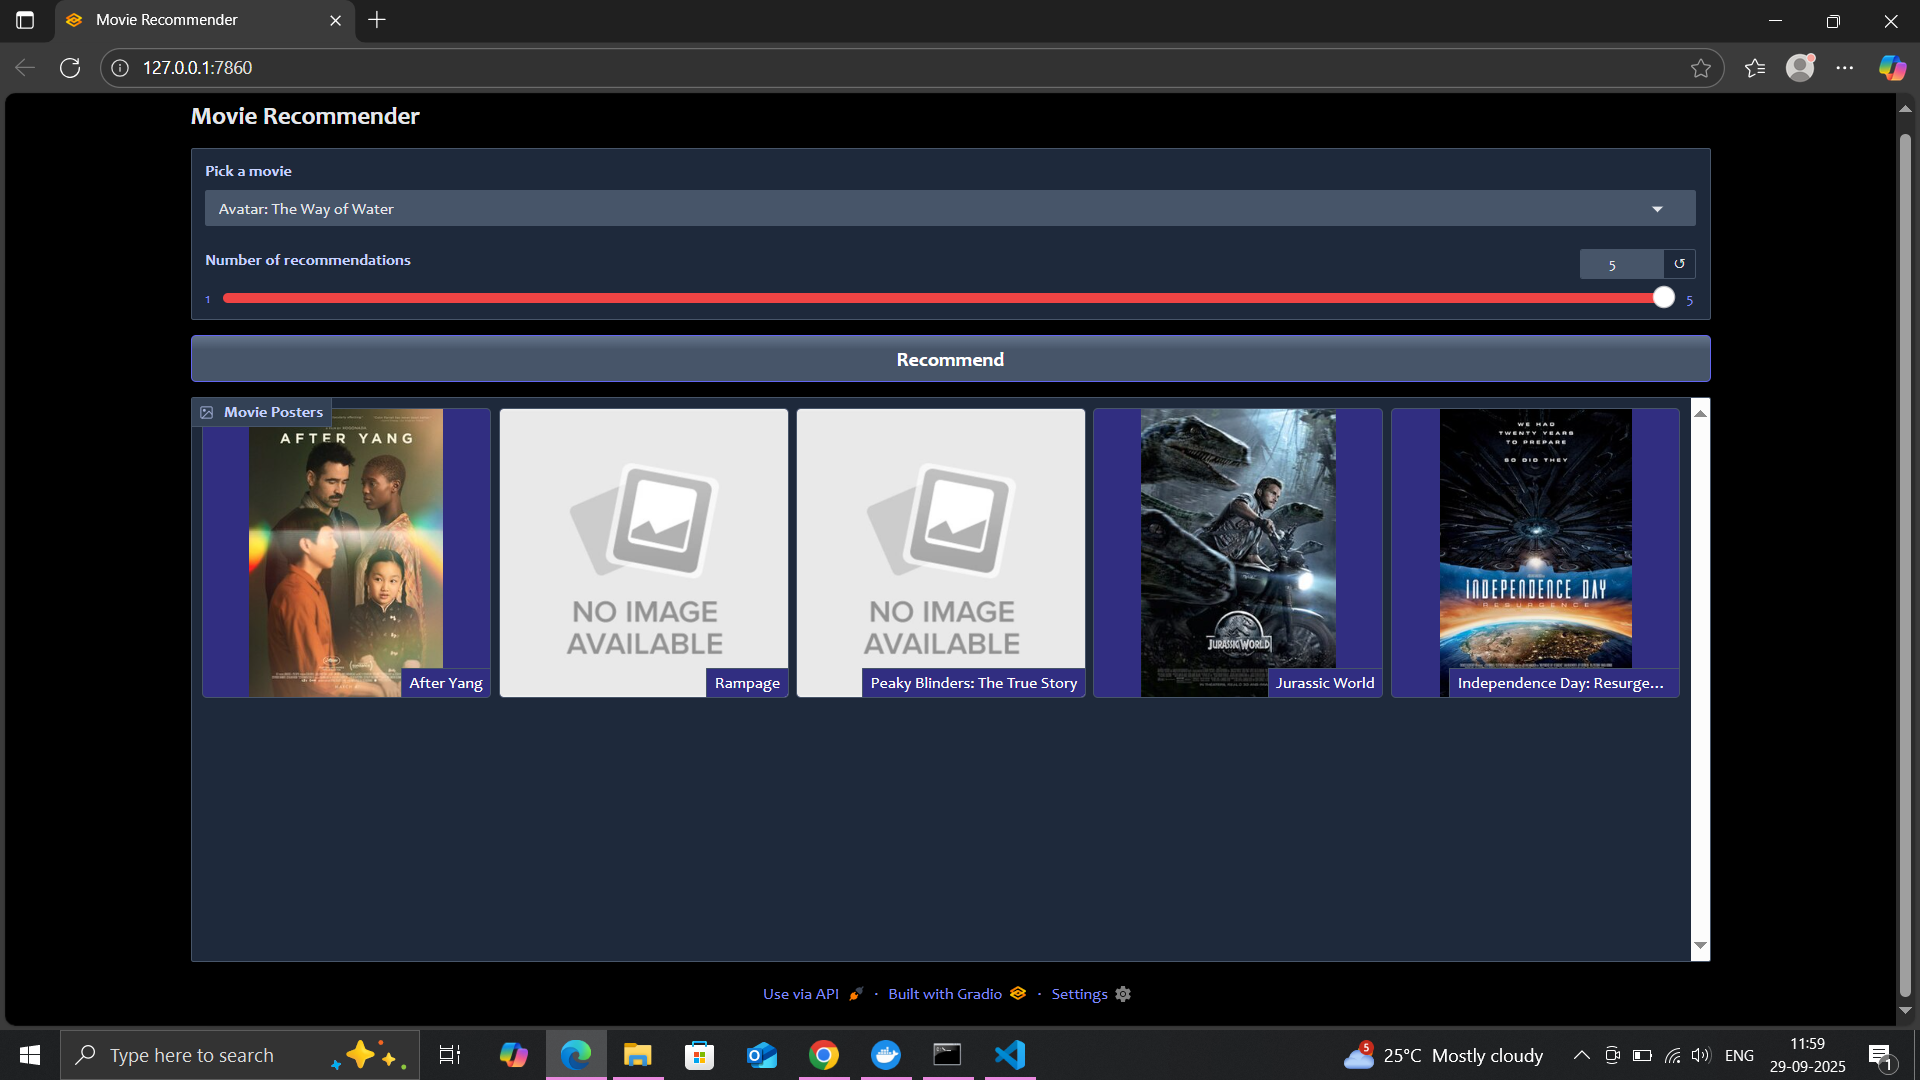 Movie Recommender
127.0.0.1:7860
Movie Recommender
Pick a movie
Avatar: The Way of Water
Number of recommendations
5
1
5
Recommend
Movie Posters
AFTER YANG
After Yang
NO IMAGE
AVAILABLE
Rampage
NO IMAGE
AVAILABLE
Peaky Blinders: The True Story
JURASSIC WORLD
Jurassic World
WE HAD
TWENTY YEARS
TO PREPARE
SO DID THEY
INDEPENDENCE DAY
RESURGENCE
Independence Day: Resurge...
Use via API · Built with Gradio · Settings
Type here to search
5
25°C Mostly cloudy
ENG
11:59
29-09-2025
1